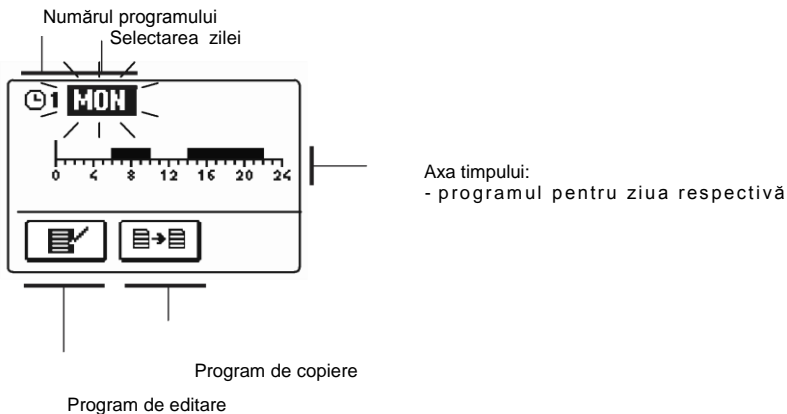 Numărul programului
Selectarea zilei
1 MON
0 4 8 12 16 20 24
Axa timpului:
- programul pentru ziua respectivă
Program de copiere
Program de editare